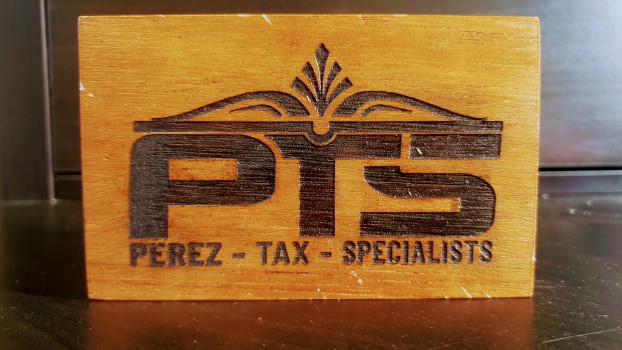 PTS
PEREZ - TAX - SPECIALISTS